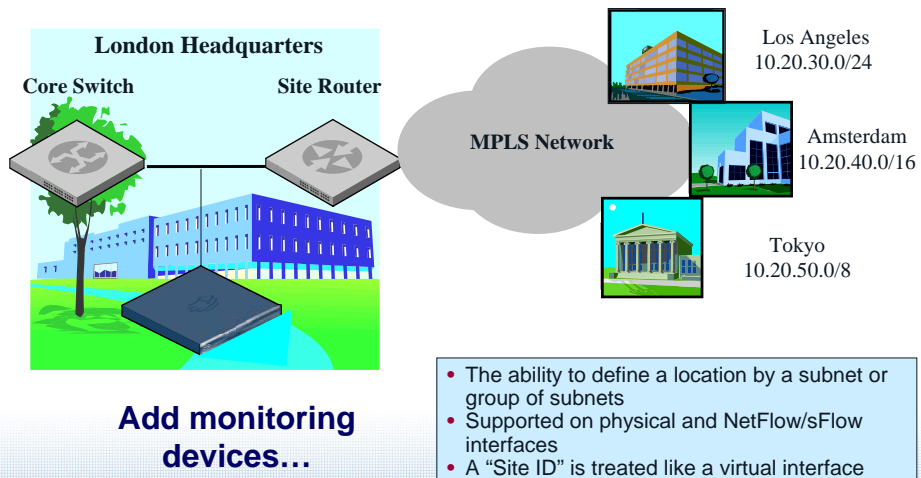 London Headquarters
Core Switch
Site Router
MPLS Network
Los Angeles
10.20.30.0/24
Amsterdam
10.20.40.0/16
Tokyo
10.20.50.0/8
Add monitoring
devices…
• The ability to define a location by a subnet or
group of subnets
• Supported on physical and NetFlow/sFlow
interfaces
• A “Site ID” is treated like a virtual interface